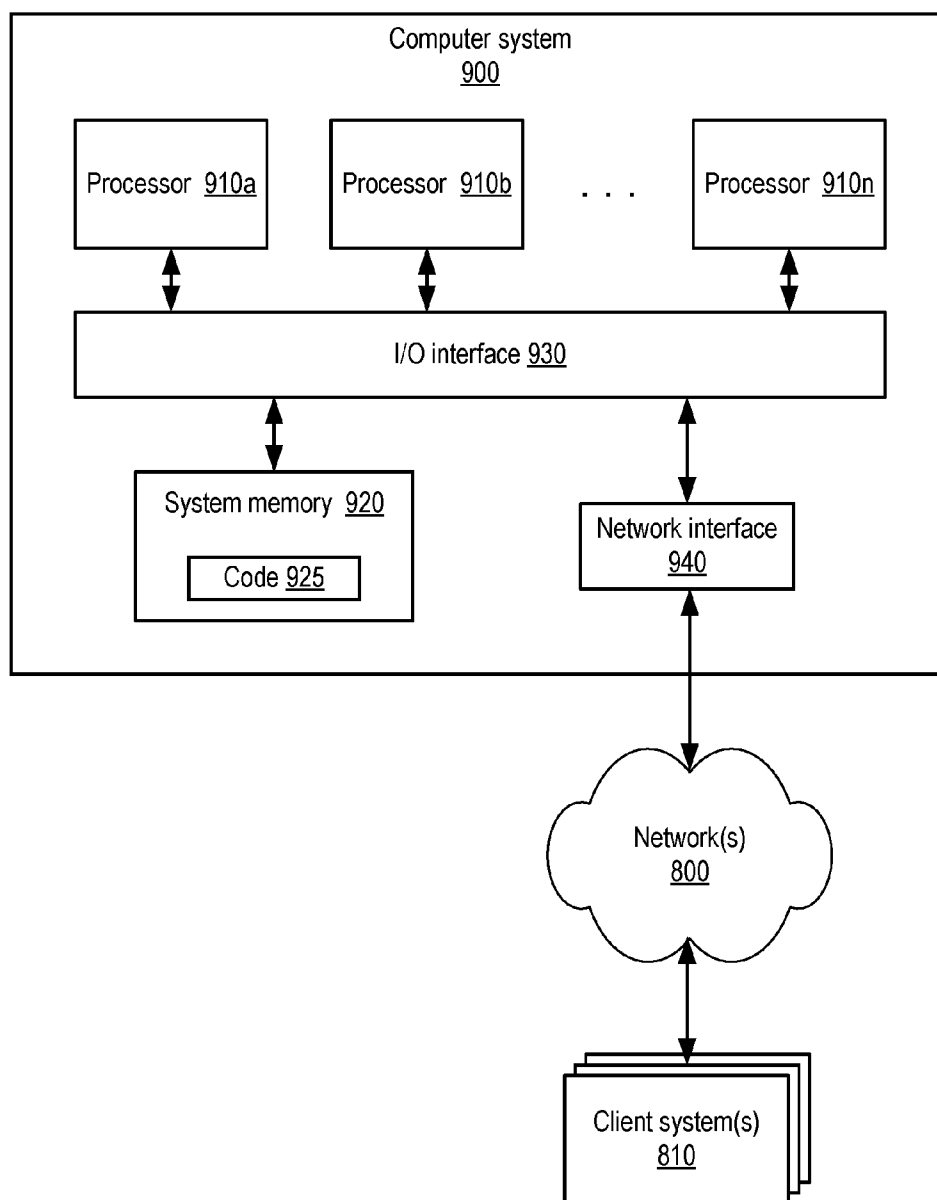 Computer system
900
Processor 910a
Processor 910b
. . .
Processor 910n
I/O interface 930
System memory 920
Code 925
Network interface
940
Network(s)
800
Client system(s)
810